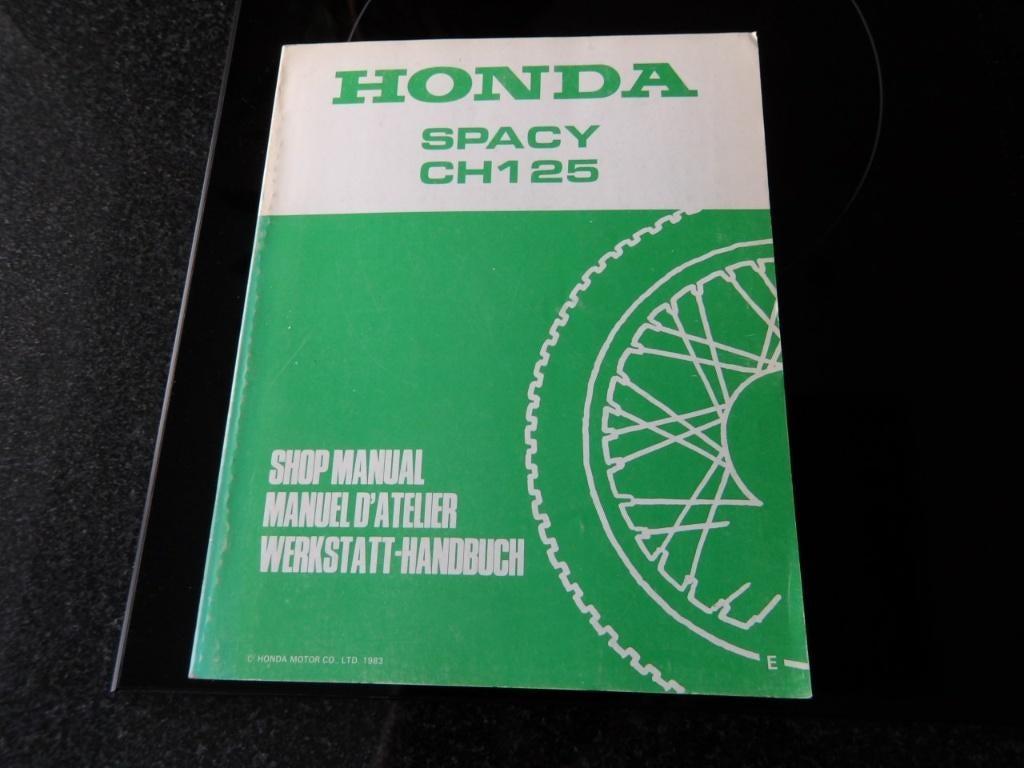 HONDA
SPACY
CH125
SHOP MANUAL
MANUEL D'ATELIER
WERKSTATT-HANDBUCH
© HONDA MOTOR CO., LTD. 1983
E